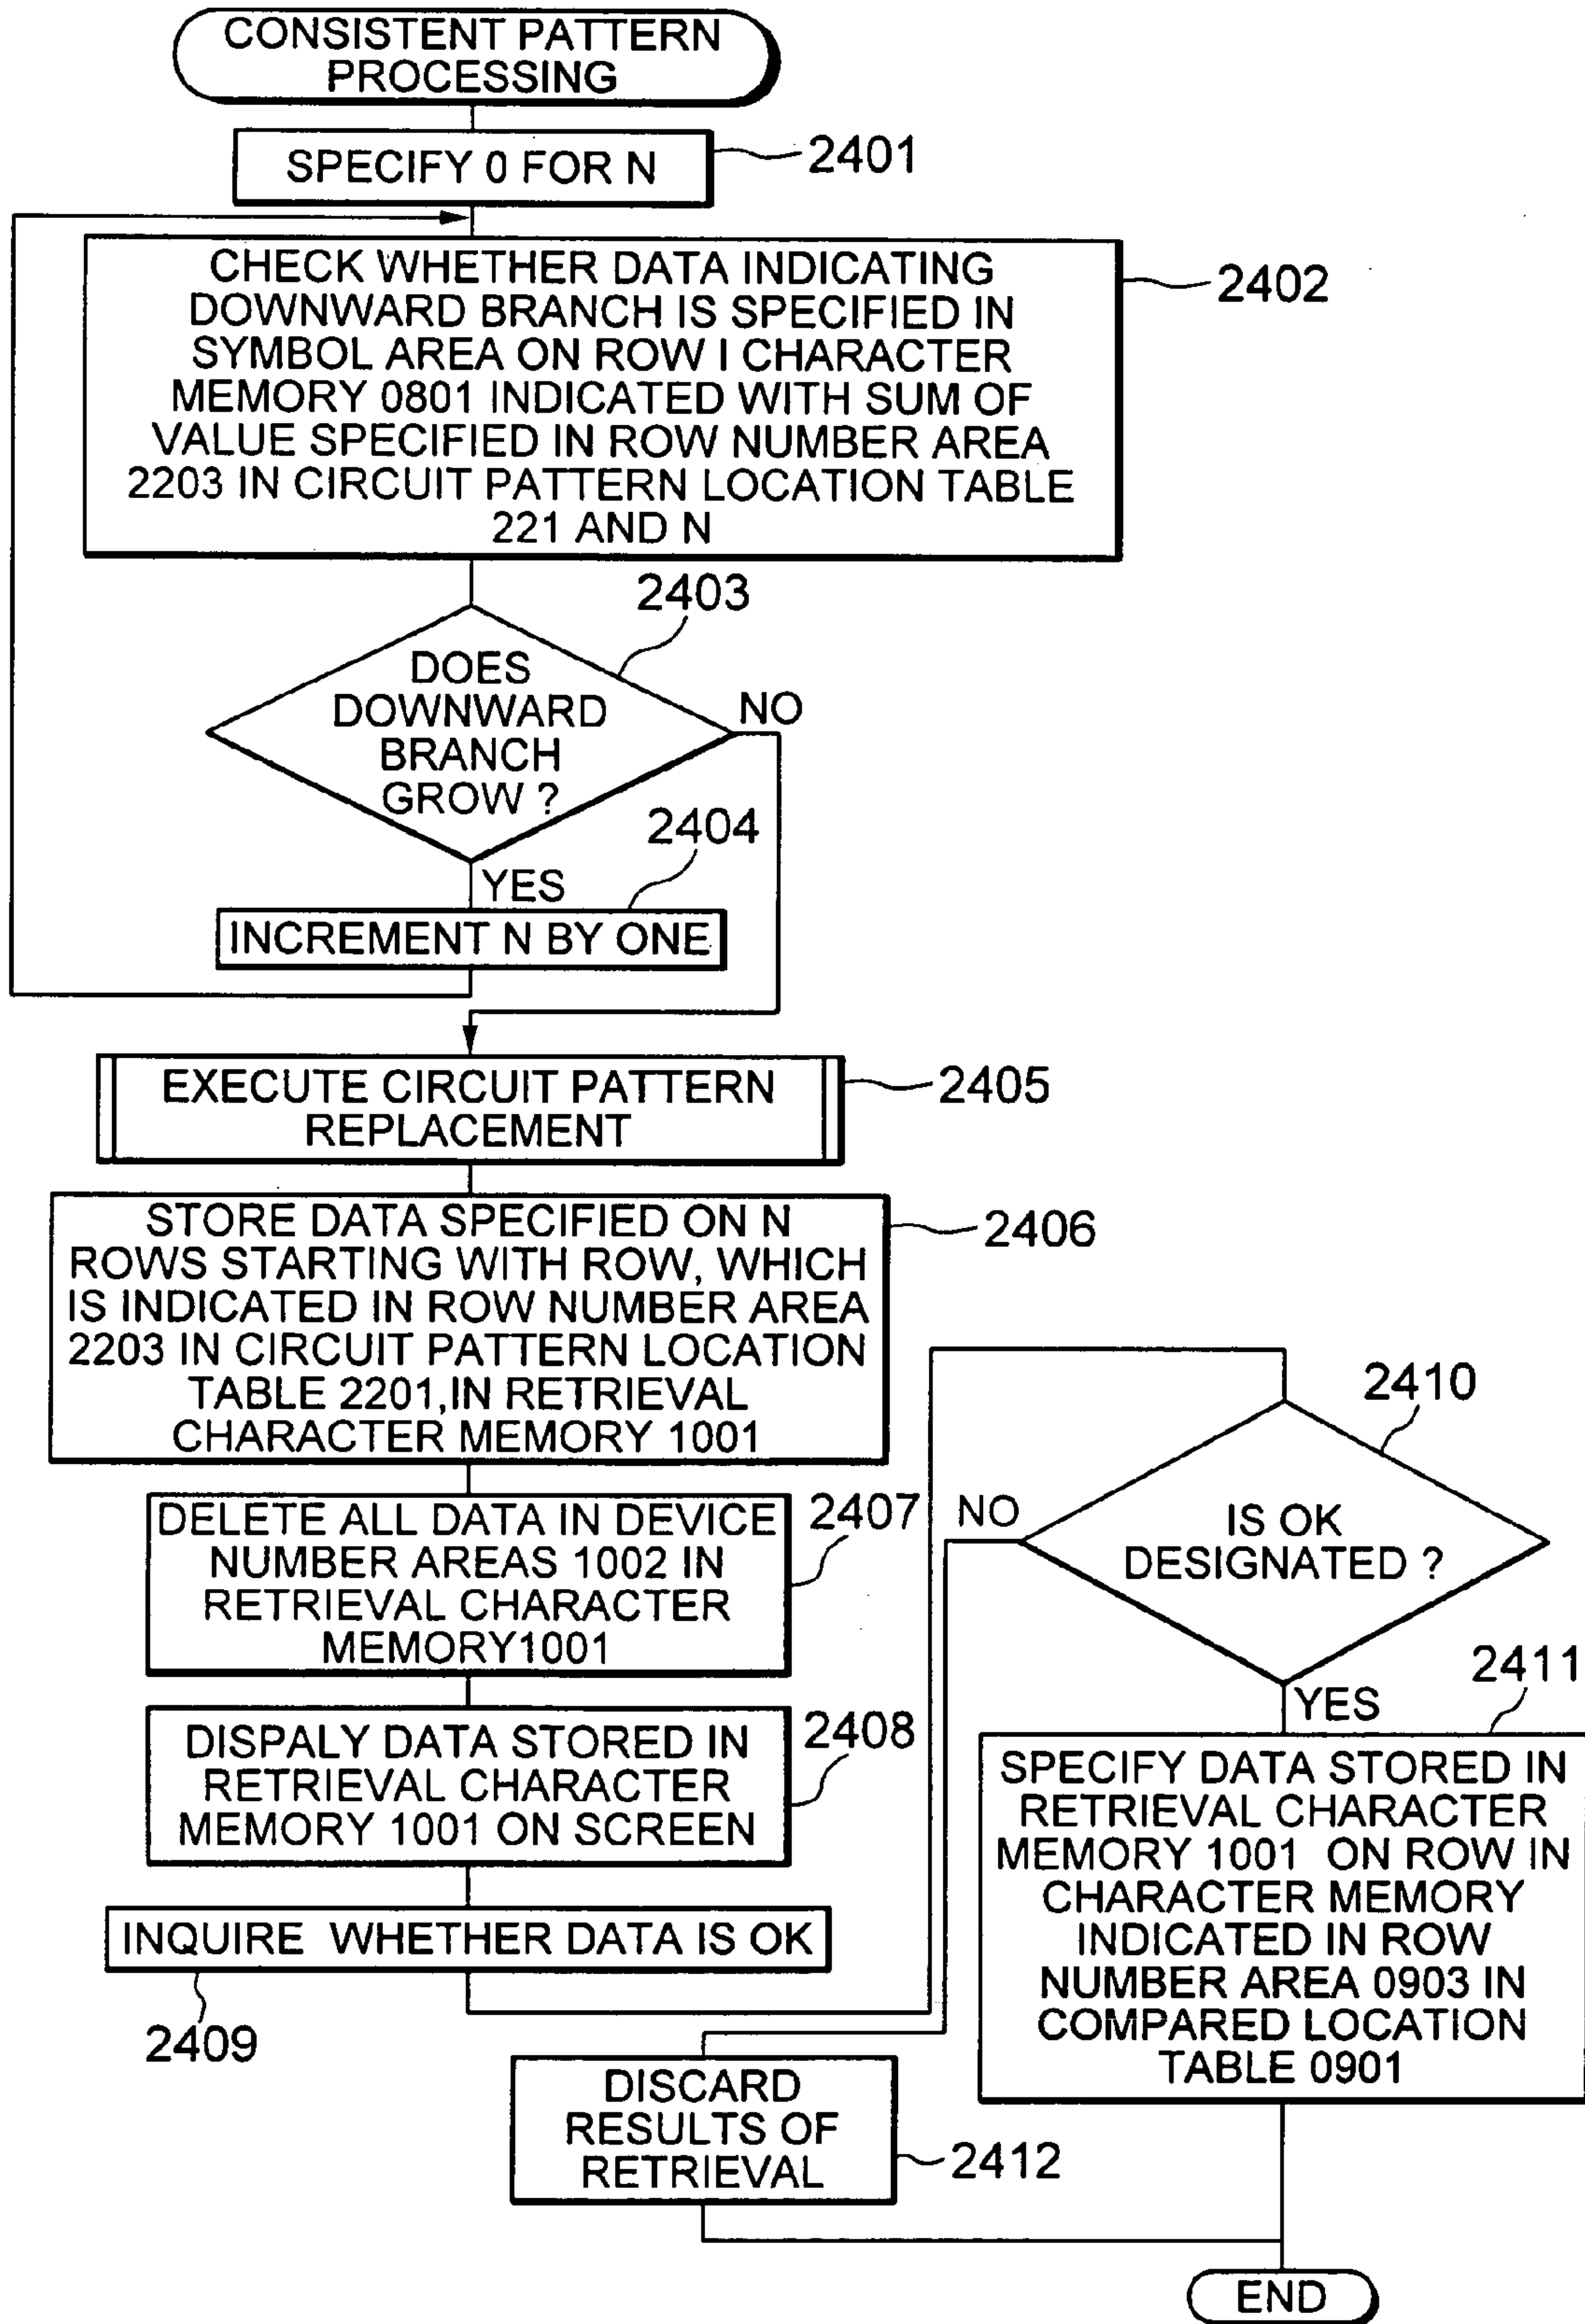 CONSISTENT PATTERN
PROCESSING
SPECIFY 0 FOR N
2401
CHECK WHETHER DATA INDICATING
DOWNWARD BRANCH IS SPECIFIED IN
SYMBOL AREA ON ROW I CHARACTER
MEMORY 0801 INDICATED WITH SUM OF
VALUE SPECIFIED IN ROW NUMBER AREA
2203 IN CIRCUIT PATTERN LOCATION TABLE
221 AND N
2402
2403
DOES
DOWNWARD
BRANCH
GROW ?
NO
2404
YES
INCREMENT N BY ONE
EXECUTE CIRCUIT PATTERN
REPLACEMENT
2405
STORE DATA SPECIFIED ON N
ROWS STARTING WITH ROW, WHICH
IS INDICATED IN ROW NUMBER AREA
2203 IN CIRCUIT PATTERN LOCATION
TABLE 2201,IN RETRIEVAL
CHARACTER MEMORY 1001
2406
DELETE ALL DATA IN DEVICE
NUMBER AREAS 1002 IN
RETRIEVAL CHARACTER
MEMORY1001
2407
DISPALY DATA STORED IN
RETRIEVAL CHARACTER
MEMORY 1001 ON SCREEN
2408
INQUIRE WHETHER DATA IS OK
2409
2410
IS OK
DESIGNATED ?
NO
YES
2411
SPECIFY DATA STORED IN
RETRIEVAL CHARACTER
MEMORY 1001 ON ROW IN
CHARACTER MEMORY
INDICATED IN ROW
NUMBER AREA 0903 IN
COMPARED LOCATION
TABLE 0901
DISCARD
RESULTS OF
RETRIEVAL
2412
END